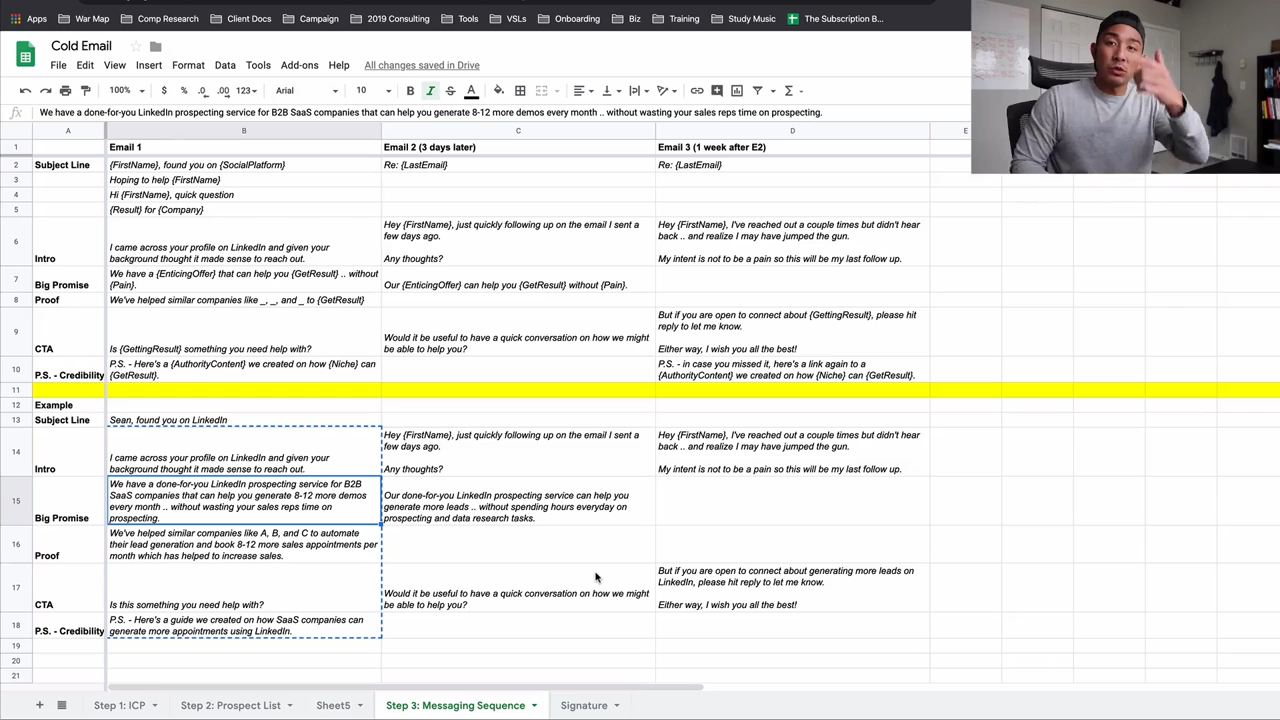 Apps War Map Comp Research Client Docs Campaign 2019 Consulting Tools VSLs Onboarding Biz Training Study Music The Subscription B...
Cold Email
File Edit View Insert Format Data Tools Add-ons Help All changes saved in Drive
100% $ % .0 .00 123 Arial 10 B I A
fx We have a done-for-you LinkedIn prospecting service for B2B SaaS companies that can help you generate 8-12 more demos every month .. without wasting your sales reps time on prospecting.
A B C D E
1 Email 1 Email 2 (3 days later) Email 3 (1 week after E2)
2 Subject Line {FirstName}, found you on {SocialPlatform} Re: {LastEmail} Re: {LastEmail}
3 Hoping to help {FirstName}
4 Hi {FirstName}, quick question
5 {Result} for {Company}
Hey {FirstName}, just quickly following up on the email I sent a
few days ago.
Hey {FirstName}, I've reached out a couple times but didn't hear
back .. and realize I may have jumped the gun.
6
I came across your profile on LinkedIn and given your
Intro background thought it made sense to reach out.
Any thoughts?
My intent is not to be a pain so this will be my last follow up.
We have a {EnticingOffer} that can help you {GetResult} .. without
7
Big Promise {Pain}. Our {EnticingOffer} can help you {GetResult} without {Pain}.
8 Proof We've helped similar companies like _, _, and _ to {GetResult}
But if you are open to connect about {GettingResult}, please hit
reply to let me know.
9
Would it be useful to have a quick conversation on how we might
CTA Is {GettingResult} something you need help with? be able to help you? Either way, I wish you all the best!
P.S. - Here's a {AuthorityContent} we created on how {Niche} can
P.S. - in case you missed it, here's a link again to a
10
P.S. - Credibility {GetResult}. {AuthorityContent} we created on how {Niche} can {GetResult}.
11
12 Example
13 Subject Line Sean, found you on LinkedIn
Hey {FirstName}, just quickly following up on the email I sent a
few days ago.
Hey {FirstName}, I've reached out a couple times but didn't hear
back .. and realize I may have jumped the gun.
14
I came across your profile on LinkedIn and given your
Intro background thought it made sense to reach out.
Any thoughts?
My intent is not to be a pain so this will be my last follow up.
We have a done-for-you LinkedIn prospecting service for B2B
SaaS companies that can help you generate 8-12 more demos
every month .. without wasting your sales reps time on
prospecting.
15
Big Promise
Our done-for-you LinkedIn prospecting service can help you
generate more leads .. without spending hours everyday on
prospecting and data research tasks.
We've helped similar companies like A, B, and C to automate
their lead generation and book 8-12 more sales appointments per
month which has helped to increase sales.
16
Proof
But if you are open to connect about generating more leads on
LinkedIn, please hit reply to let me know.
17
Would it be useful to have a quick conversation on how we might
CTA Is this something you need help with? be able to help you? Either way, I wish you all the best!
P.S. - Here's a guide we created on how SaaS companies can
18
P.S. - Credibility generate more appointments using LinkedIn.
19
20
21
Step 1: ICP Step 2: Prospect List Sheet5 Step 3: Messaging Sequence Signature